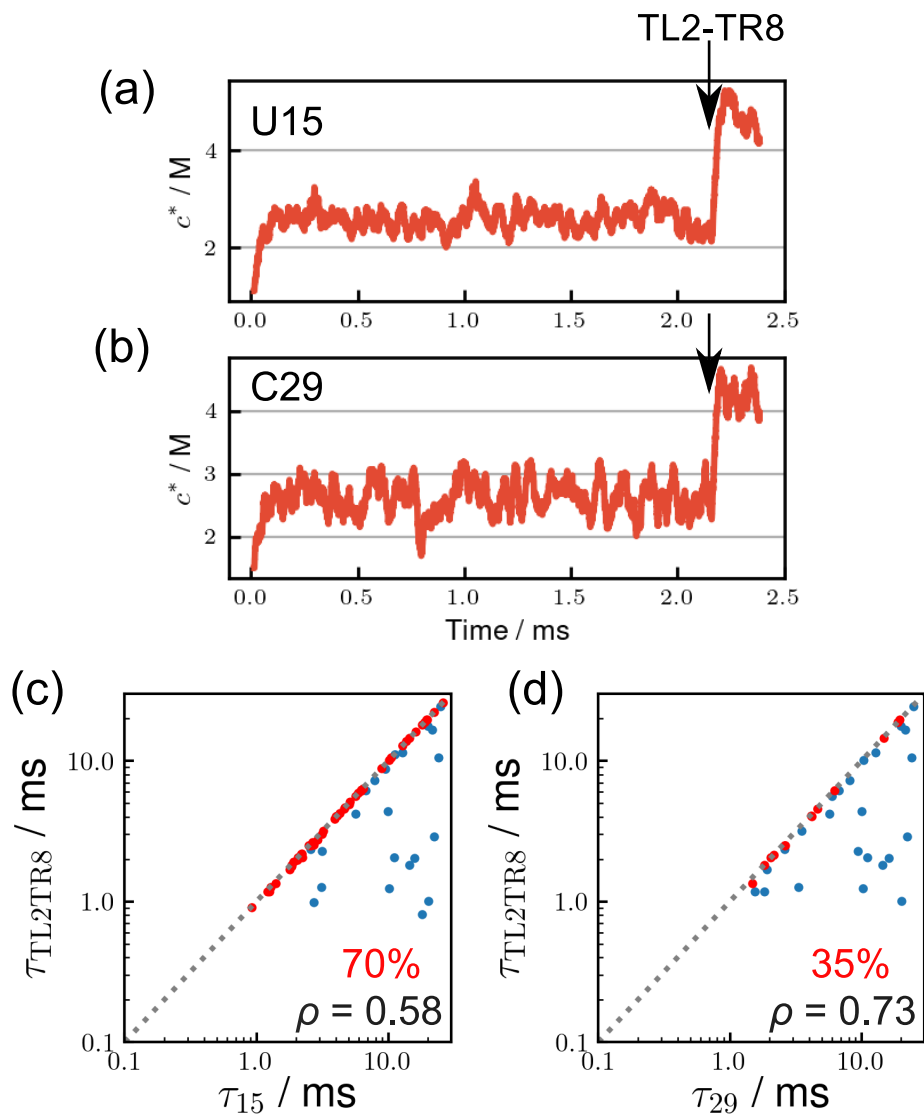 TL2-TR8
(a)
U15
c* / M
4
2
0.0 0.5 1.0 1.5 2.0 2.5
(b)
C29
c* / M
4
3
2
0.0 0.5 1.0 1.5 2.0 2.5
Time / ms
(c)
τTL2TR8 / ms
10.0
1.0
0.1
70%
ρ = 0.58
0.1 1.0 10.0
τ15 / ms
(d)
τTL2TR8 / ms
10.0
1.0
0.1
35%
ρ = 0.73
0.1 1.0 10.0
τ29 / ms